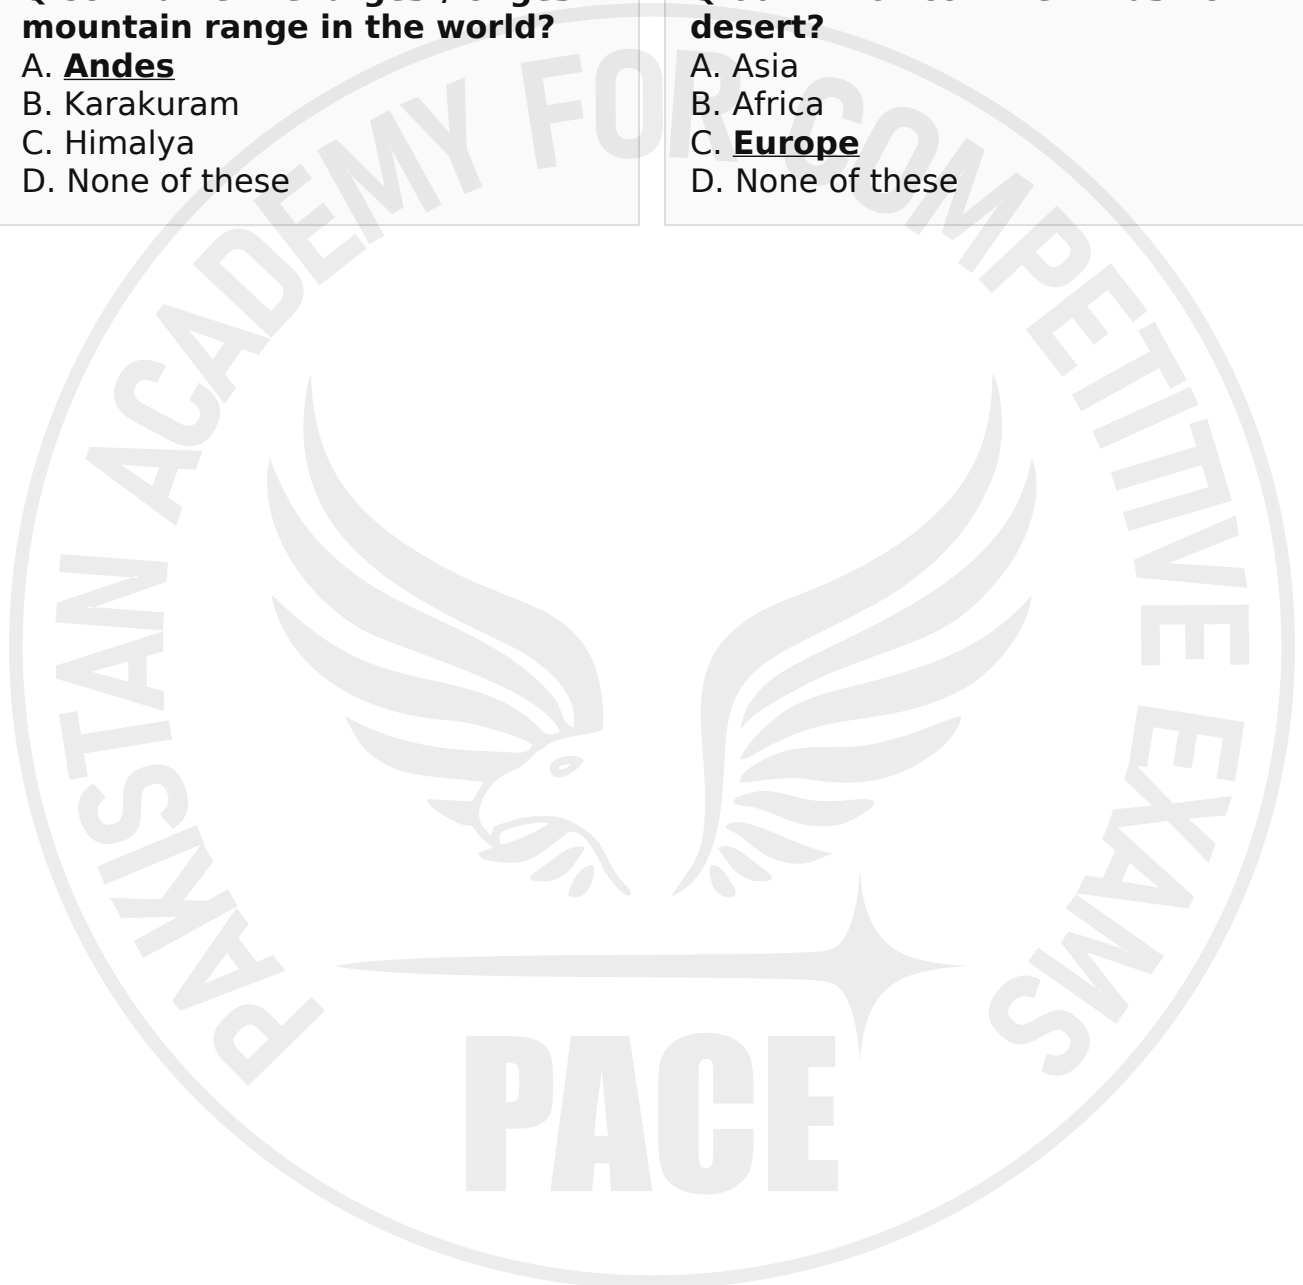 mountain range in the world?
A. Andes
B. Karakuram
C. Himalya
D. None of these
desert?
A. Asia
B. Africa
C. Europe
D. None of these
PAKISTAN ACADEMY FOR COMPETITIVE EXAMS
PACE